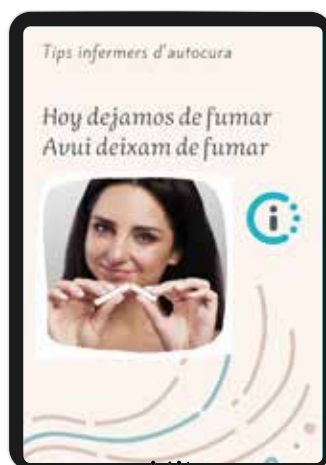 Tips infermers d'autocura
Hoy dejamos de fumar
Avui deixam de fumar
i